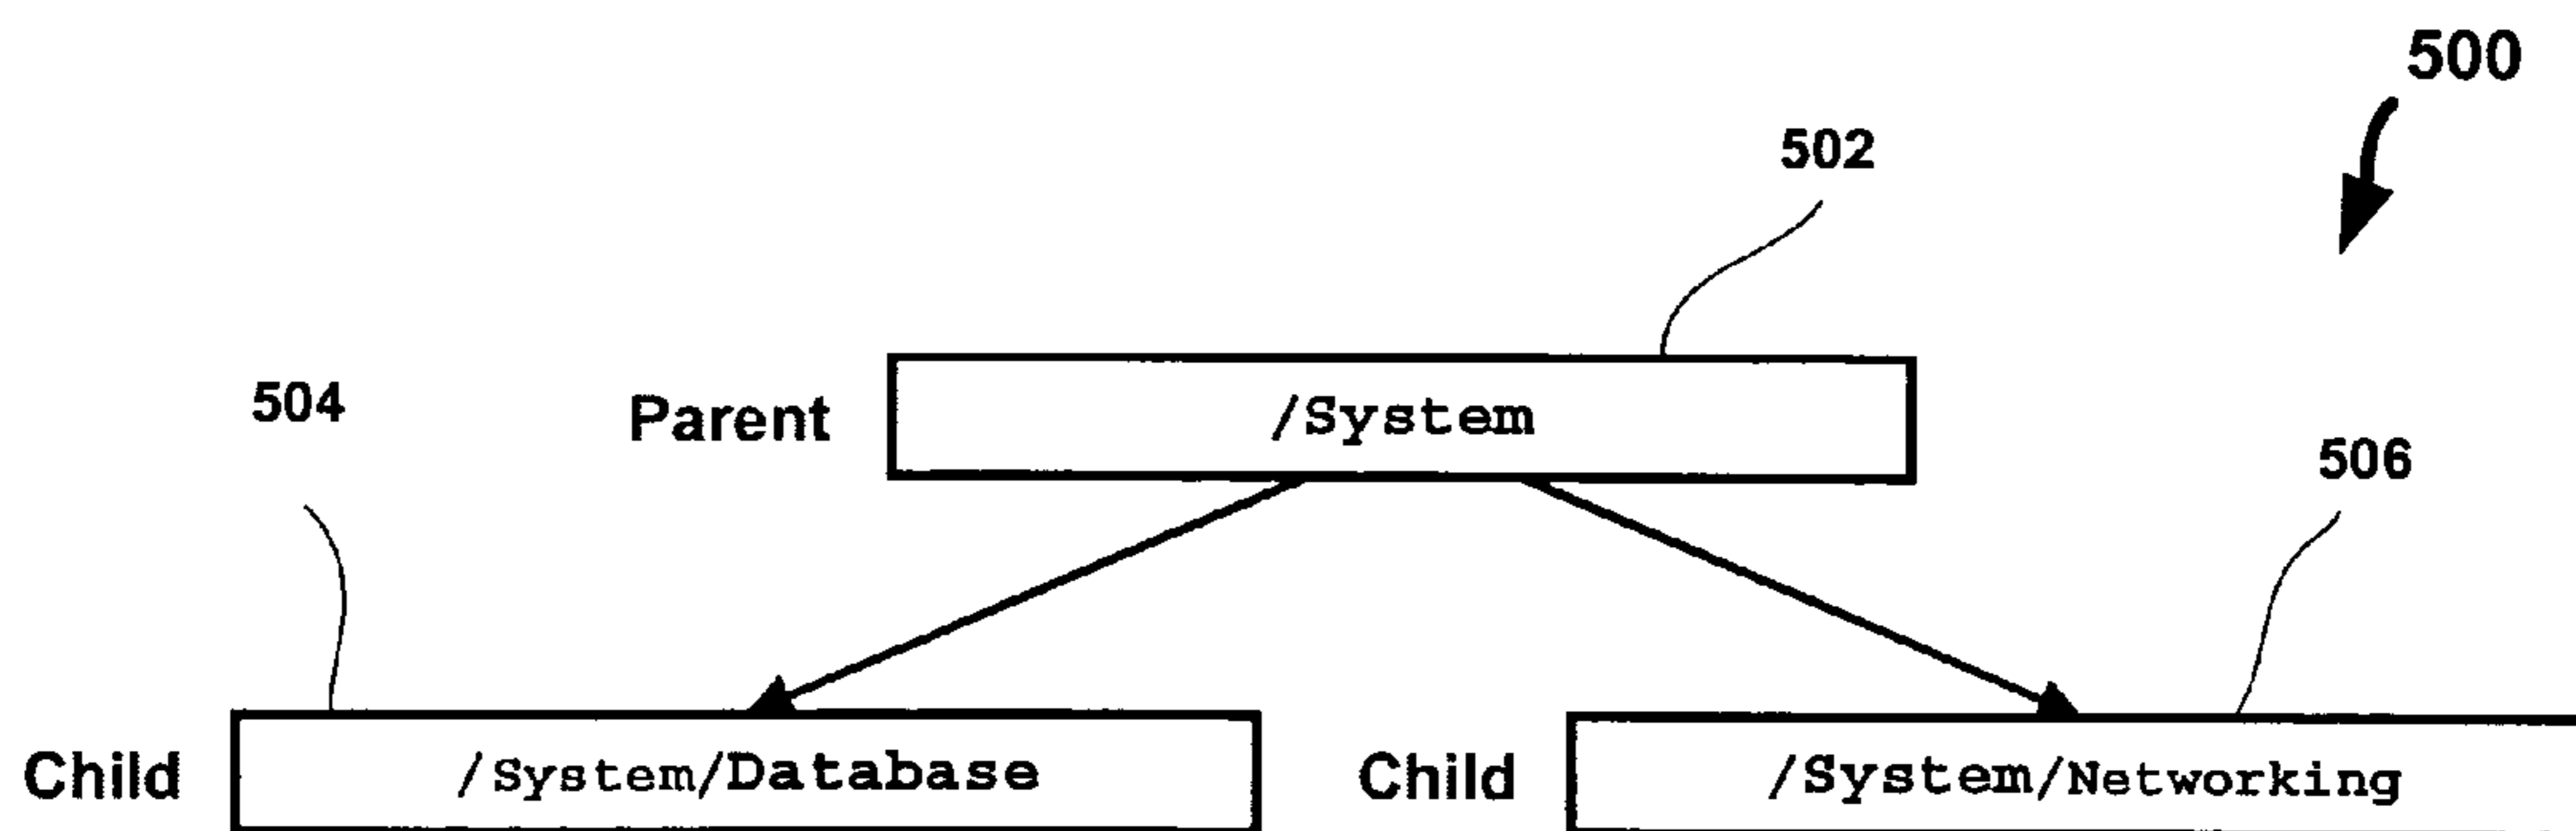 500
502
504
Parent /System
506
Child /System/Database Child /System/Networking